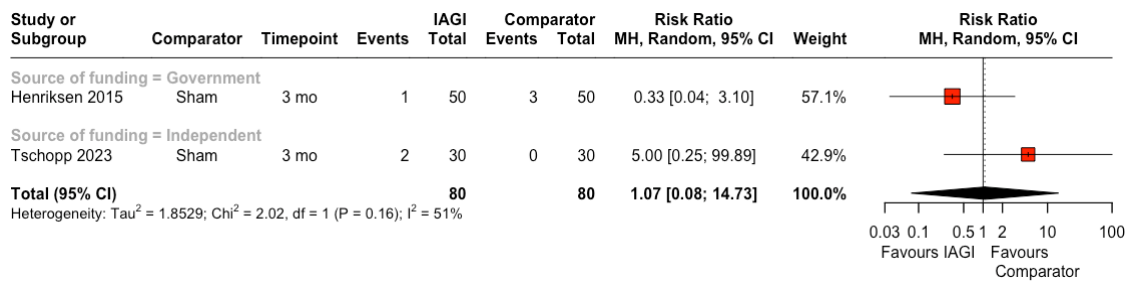 Study or IAGI Comparator Risk Ratio Risk Ratio
Subgroup Comparator Timepoint Events Total Events Total MH, Random, 95% CI Weight MH, Random, 95% CI
Source of funding = Government
Henriksen 2015 Sham 3 mo 1 50 3 50 0.33 [0.04; 3.10] 57.1%
Source of funding = Independent
Tschopp 2023 Sham 3 mo 2 30 0 30 5.00 [0.25; 99.89] 42.9%
Total (95% CI) 80 80 1.07 [0.08; 14.73] 100.0%
Heterogeneity: Tau² = 1.8529; Chi² = 2.02, df = 1 (P = 0.16); I² = 51%
0.03 0.1 0.5 1 2 10 100
Favours IAGI Favours
Comparator